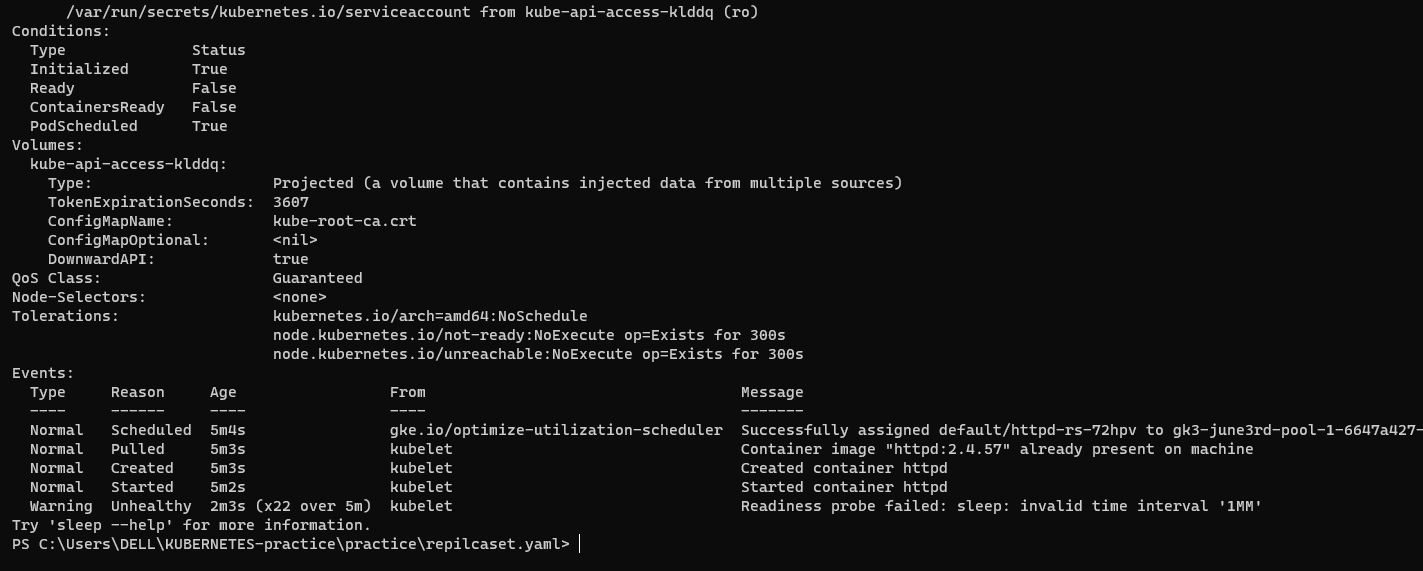 /var/run/secrets/kubernetes.io/serviceaccount from kube-api-access-klddq (ro)
Conditions:
  Type              Status
  Initialized       True
  Ready             False
  ContainersReady   False
  PodScheduled      True
Volumes:
  kube-api-access-klddq:
    Type:                    Projected (a volume that contains injected data from multiple sources)
    TokenExpirationSeconds:  3607
    ConfigMapName:           kube-root-ca.crt
    ConfigMapOptional:       <nil>
    DownwardAPI:             true
QoS Class:                   Guaranteed
Node-Selectors:              <none>
Tolerations:                 kubernetes.io/arch=amd64:NoSchedule
                             node.kubernetes.io/not-ready:NoExecute op=Exists for 300s
                             node.kubernetes.io/unreachable:NoExecute op=Exists for 300s
Events:
  Type     Reason     Age                 From                                   Message
  ----     ------     ----                ----                                   -------
  Normal   Scheduled  5m4s                gke.io/optimize-utilization-scheduler  Successfully assigned default/httpd-rs-72hpv to gk3-june3rd-pool-1-6647a427-
  Normal   Pulled     5m3s                kubelet                                Container image "httpd:2.4.57" already present on machine
  Normal   Created    5m3s                kubelet                                Created container httpd
  Normal   Started    5m2s                kubelet                                Started container httpd
  Warning  Unhealthy  2m3s (x22 over 5m)  kubelet                                Readiness probe failed: sleep: invalid time interval '1MM'
Try 'sleep --help' for more information.
PS C:\Users\DELL\KUBERNETES-practice\practice\repilcaset.yaml>